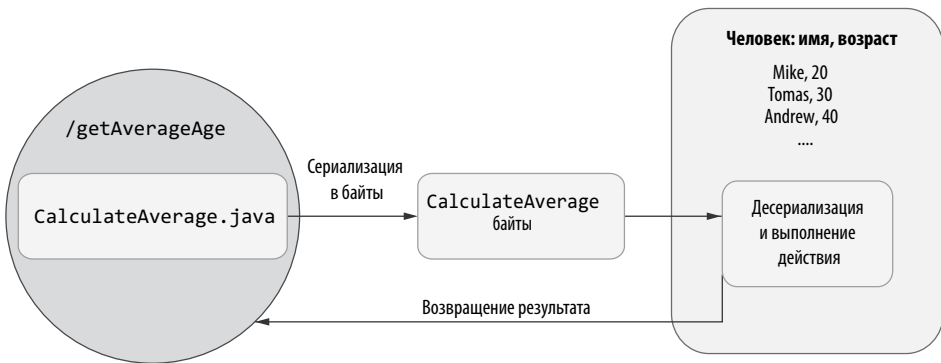 /getAverageAge
CalculateAverage.java
Сериализация
в байты
CalculateAverage
байты
Человек: имя, возраст
Mike, 20
Tomas, 30
Andrew, 40
....
Десериализация
и выполнение
действия
Возвращение результата